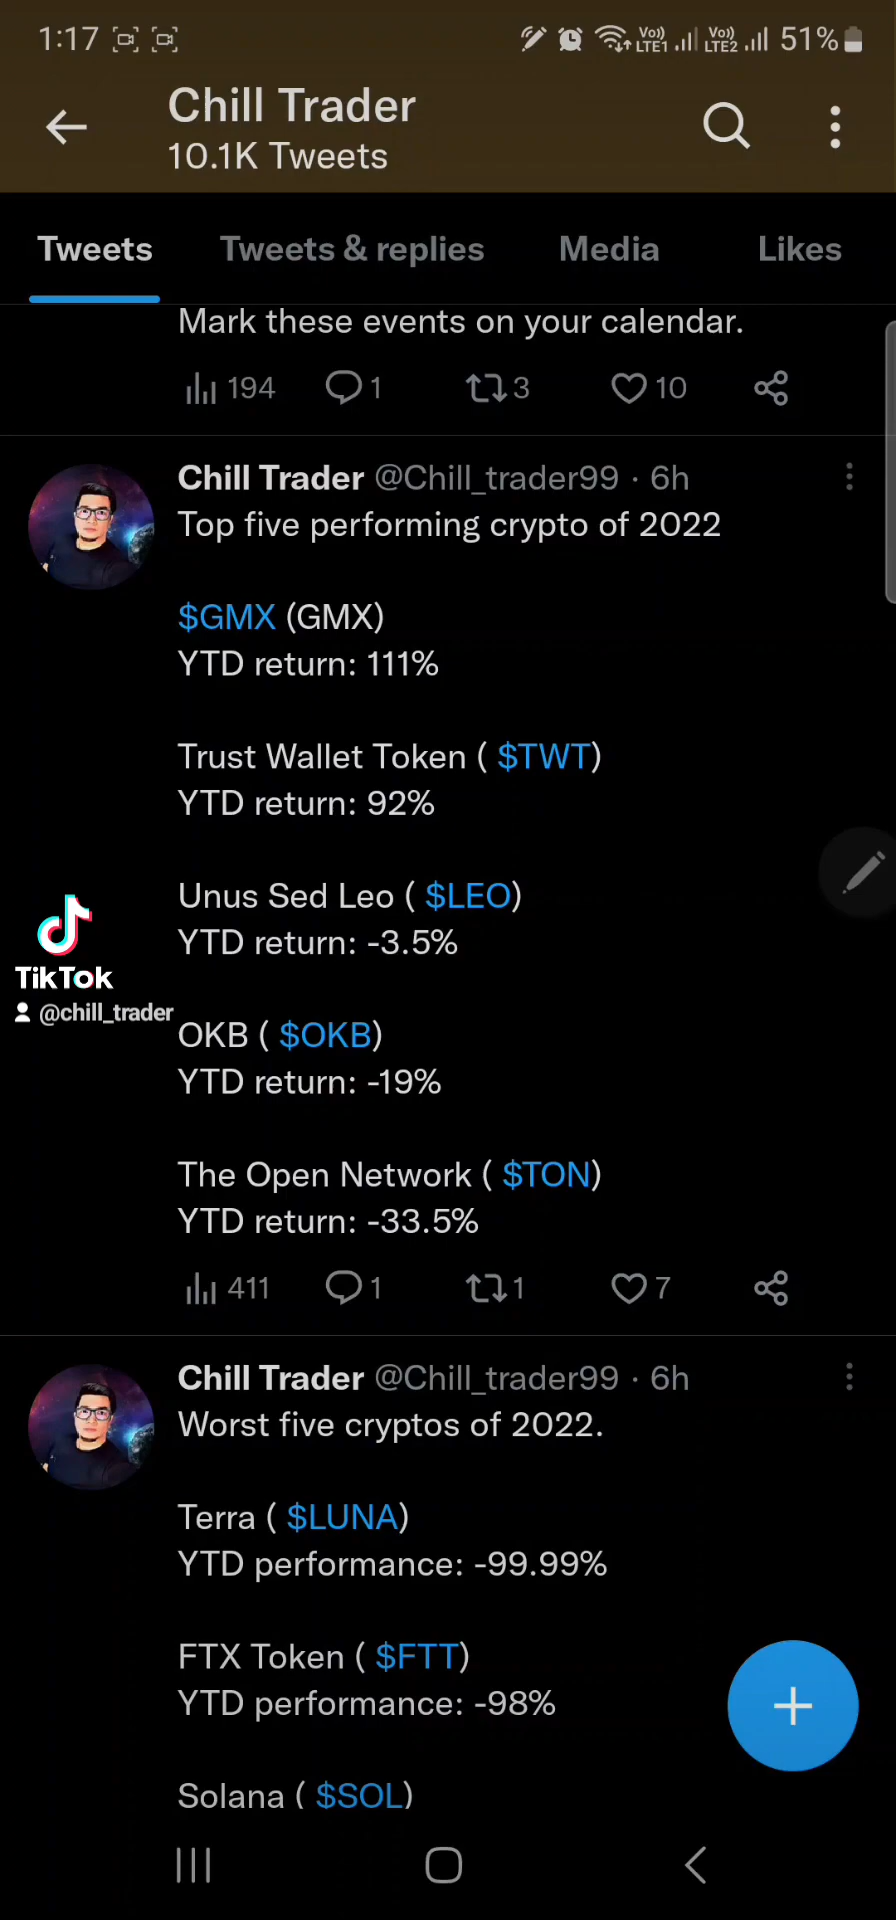 1:17
Vo)) LTE1
Vo)) LTE2
51%
Chill Trader
10.1K Tweets
Tweets
Tweets & replies
Media
Likes
Mark these events on your calendar.
194 1 3 10
Chill Trader @Chill_trader99 · 6h
Top five performing crypto of 2022
$GMX (GMX)
YTD return: 111%
Trust Wallet Token ( $TWT)
YTD return: 92%
Unus Sed Leo ( $LEO)
YTD return: -3.5%
TikTok
@chill_trader
OKB ( $OKB)
YTD return: -19%
The Open Network ( $TON)
YTD return: -33.5%
411 1 1 7
Chill Trader @Chill_trader99 · 6h
Worst five cryptos of 2022.
Terra ( $LUNA)
YTD performance: -99.99%
FTX Token ( $FTT)
YTD performance: -98%
Solana ( $SOL)